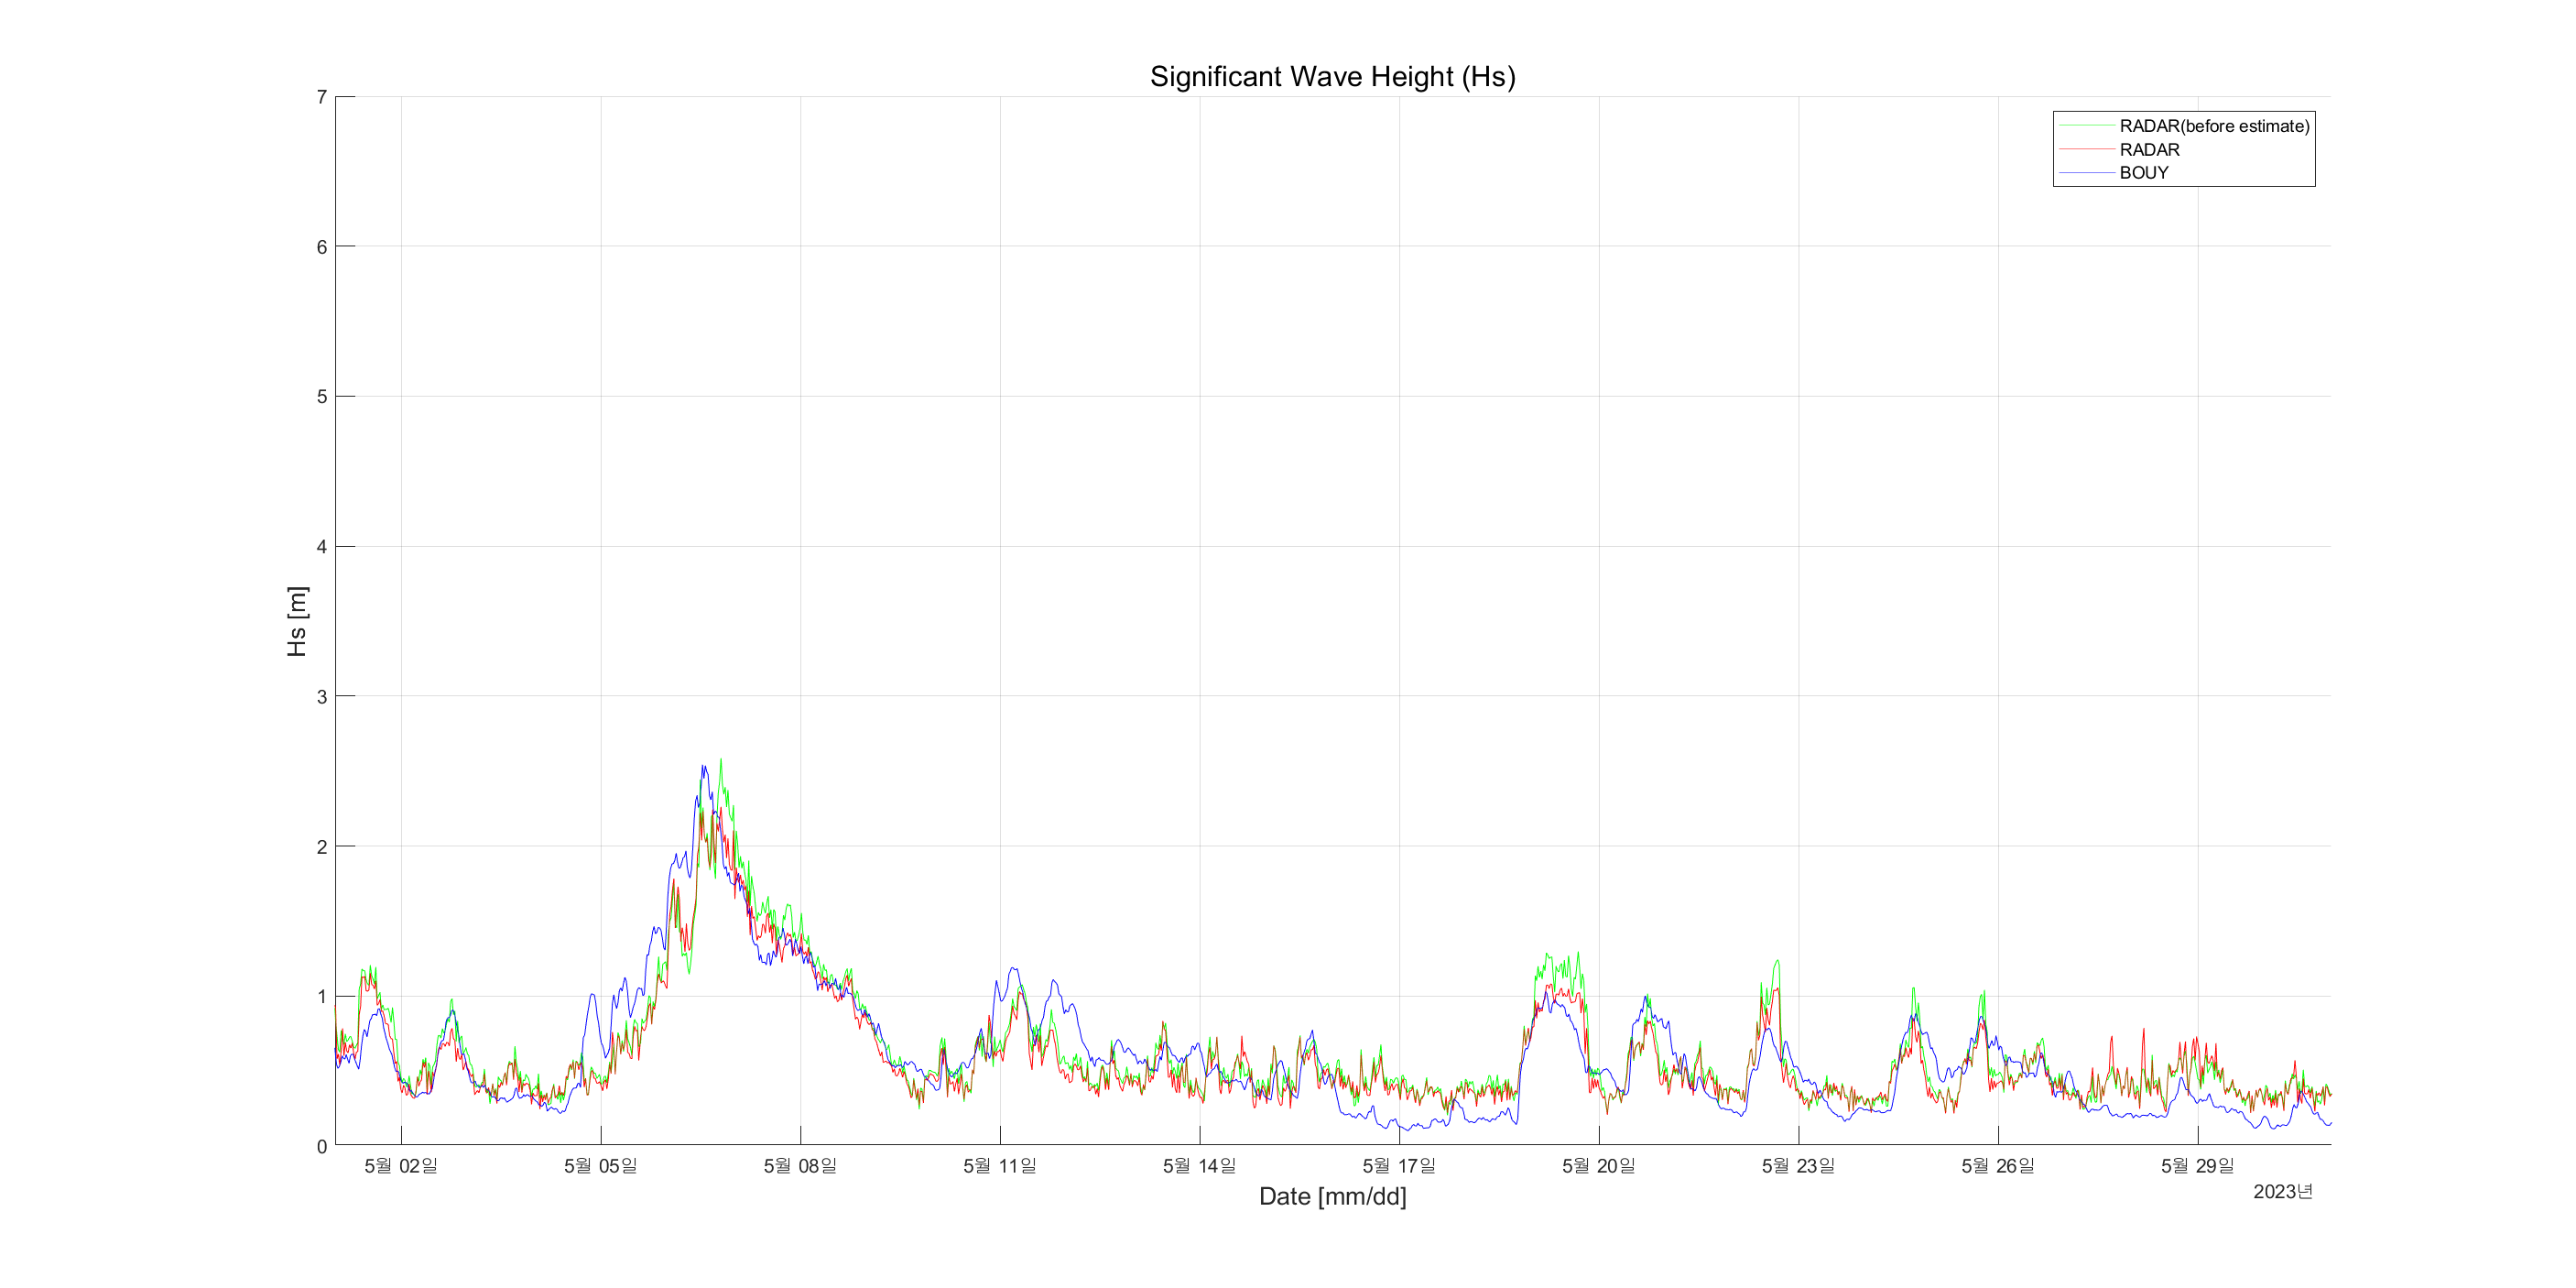 Significant Wave Height (Hs)
RADAR(before estimate)
RADAR
BOUY
7
6
5
4
3
2
1
0
Hs [m]
5월 02일 5월 05일 5월 08일 5월 11일 5월 14일 5월 17일 5월 20일 5월 23일 5월 26일 5월 29일
Date [mm/dd]
2023년